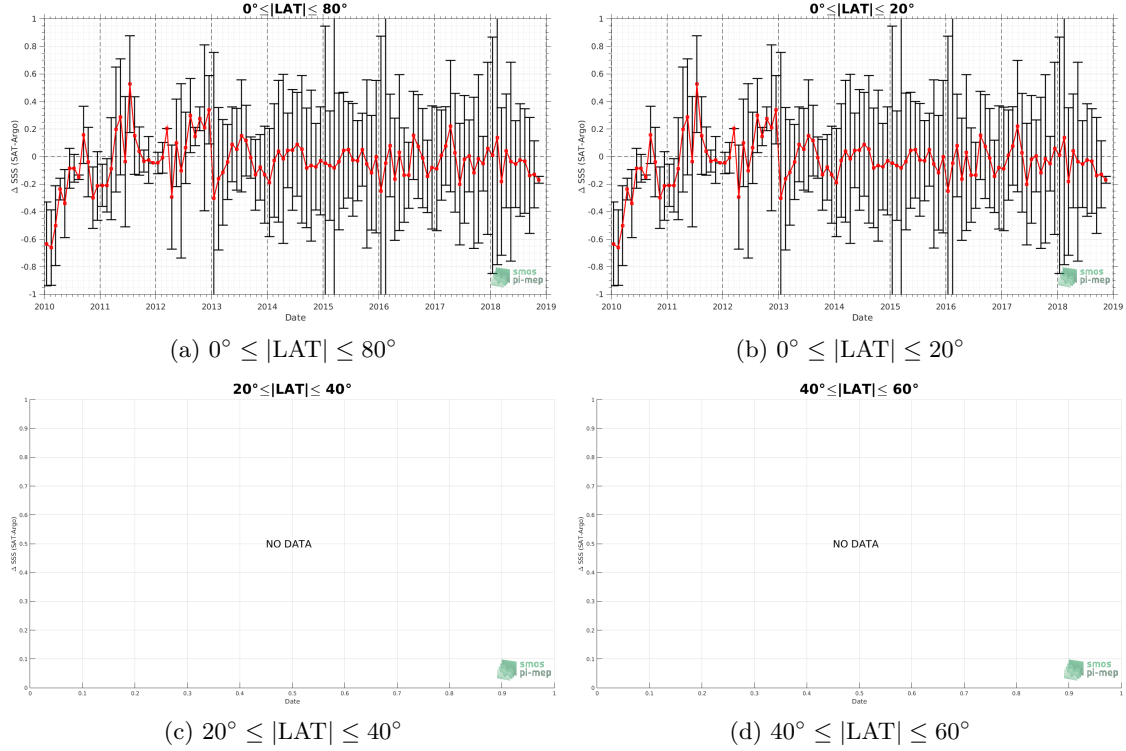 0°≤|LAT|≤ 80°
1
0.8
0.6
0.4
0.2
0
-0.2
-0.4
-0.6
-0.8
-1
Δ SSS (SAT-Argo)
2010 2011 2012 2013 2014 2015 2016 2017 2018 2019
Date
smos
pi-mep
(a) 0° ≤ |LAT| ≤ 80°
0°≤|LAT|≤ 20°
1
0.8
0.6
0.4
0.2
0
-0.2
-0.4
-0.6
-0.8
-1
Δ SSS (SAT-Argo)
2010 2011 2012 2013 2014 2015 2016 2017 2018 2019
Date
smos
pi-mep
(b) 0° ≤ |LAT| ≤ 20°
20°≤|LAT|≤ 40°
1
0.9
0.8
0.7
0.6
0.5
0.4
0.3
0.2
0.1
0
Δ SSS (SAT-Argo)
NO DATA
0 0.1 0.2 0.3 0.4 0.5 0.6 0.7 0.8 0.9 1
Date
smos
pi-mep
(c) 20° ≤ |LAT| ≤ 40°
40°≤|LAT|≤ 60°
1
0.9
0.8
0.7
0.6
0.5
0.4
0.3
0.2
0.1
0
Δ SSS (SAT-Argo)
NO DATA
0 0.1 0.2 0.3 0.4 0.5 0.6 0.7 0.8 0.9 1
Date
smos
pi-mep
(d) 40° ≤ |LAT| ≤ 60°